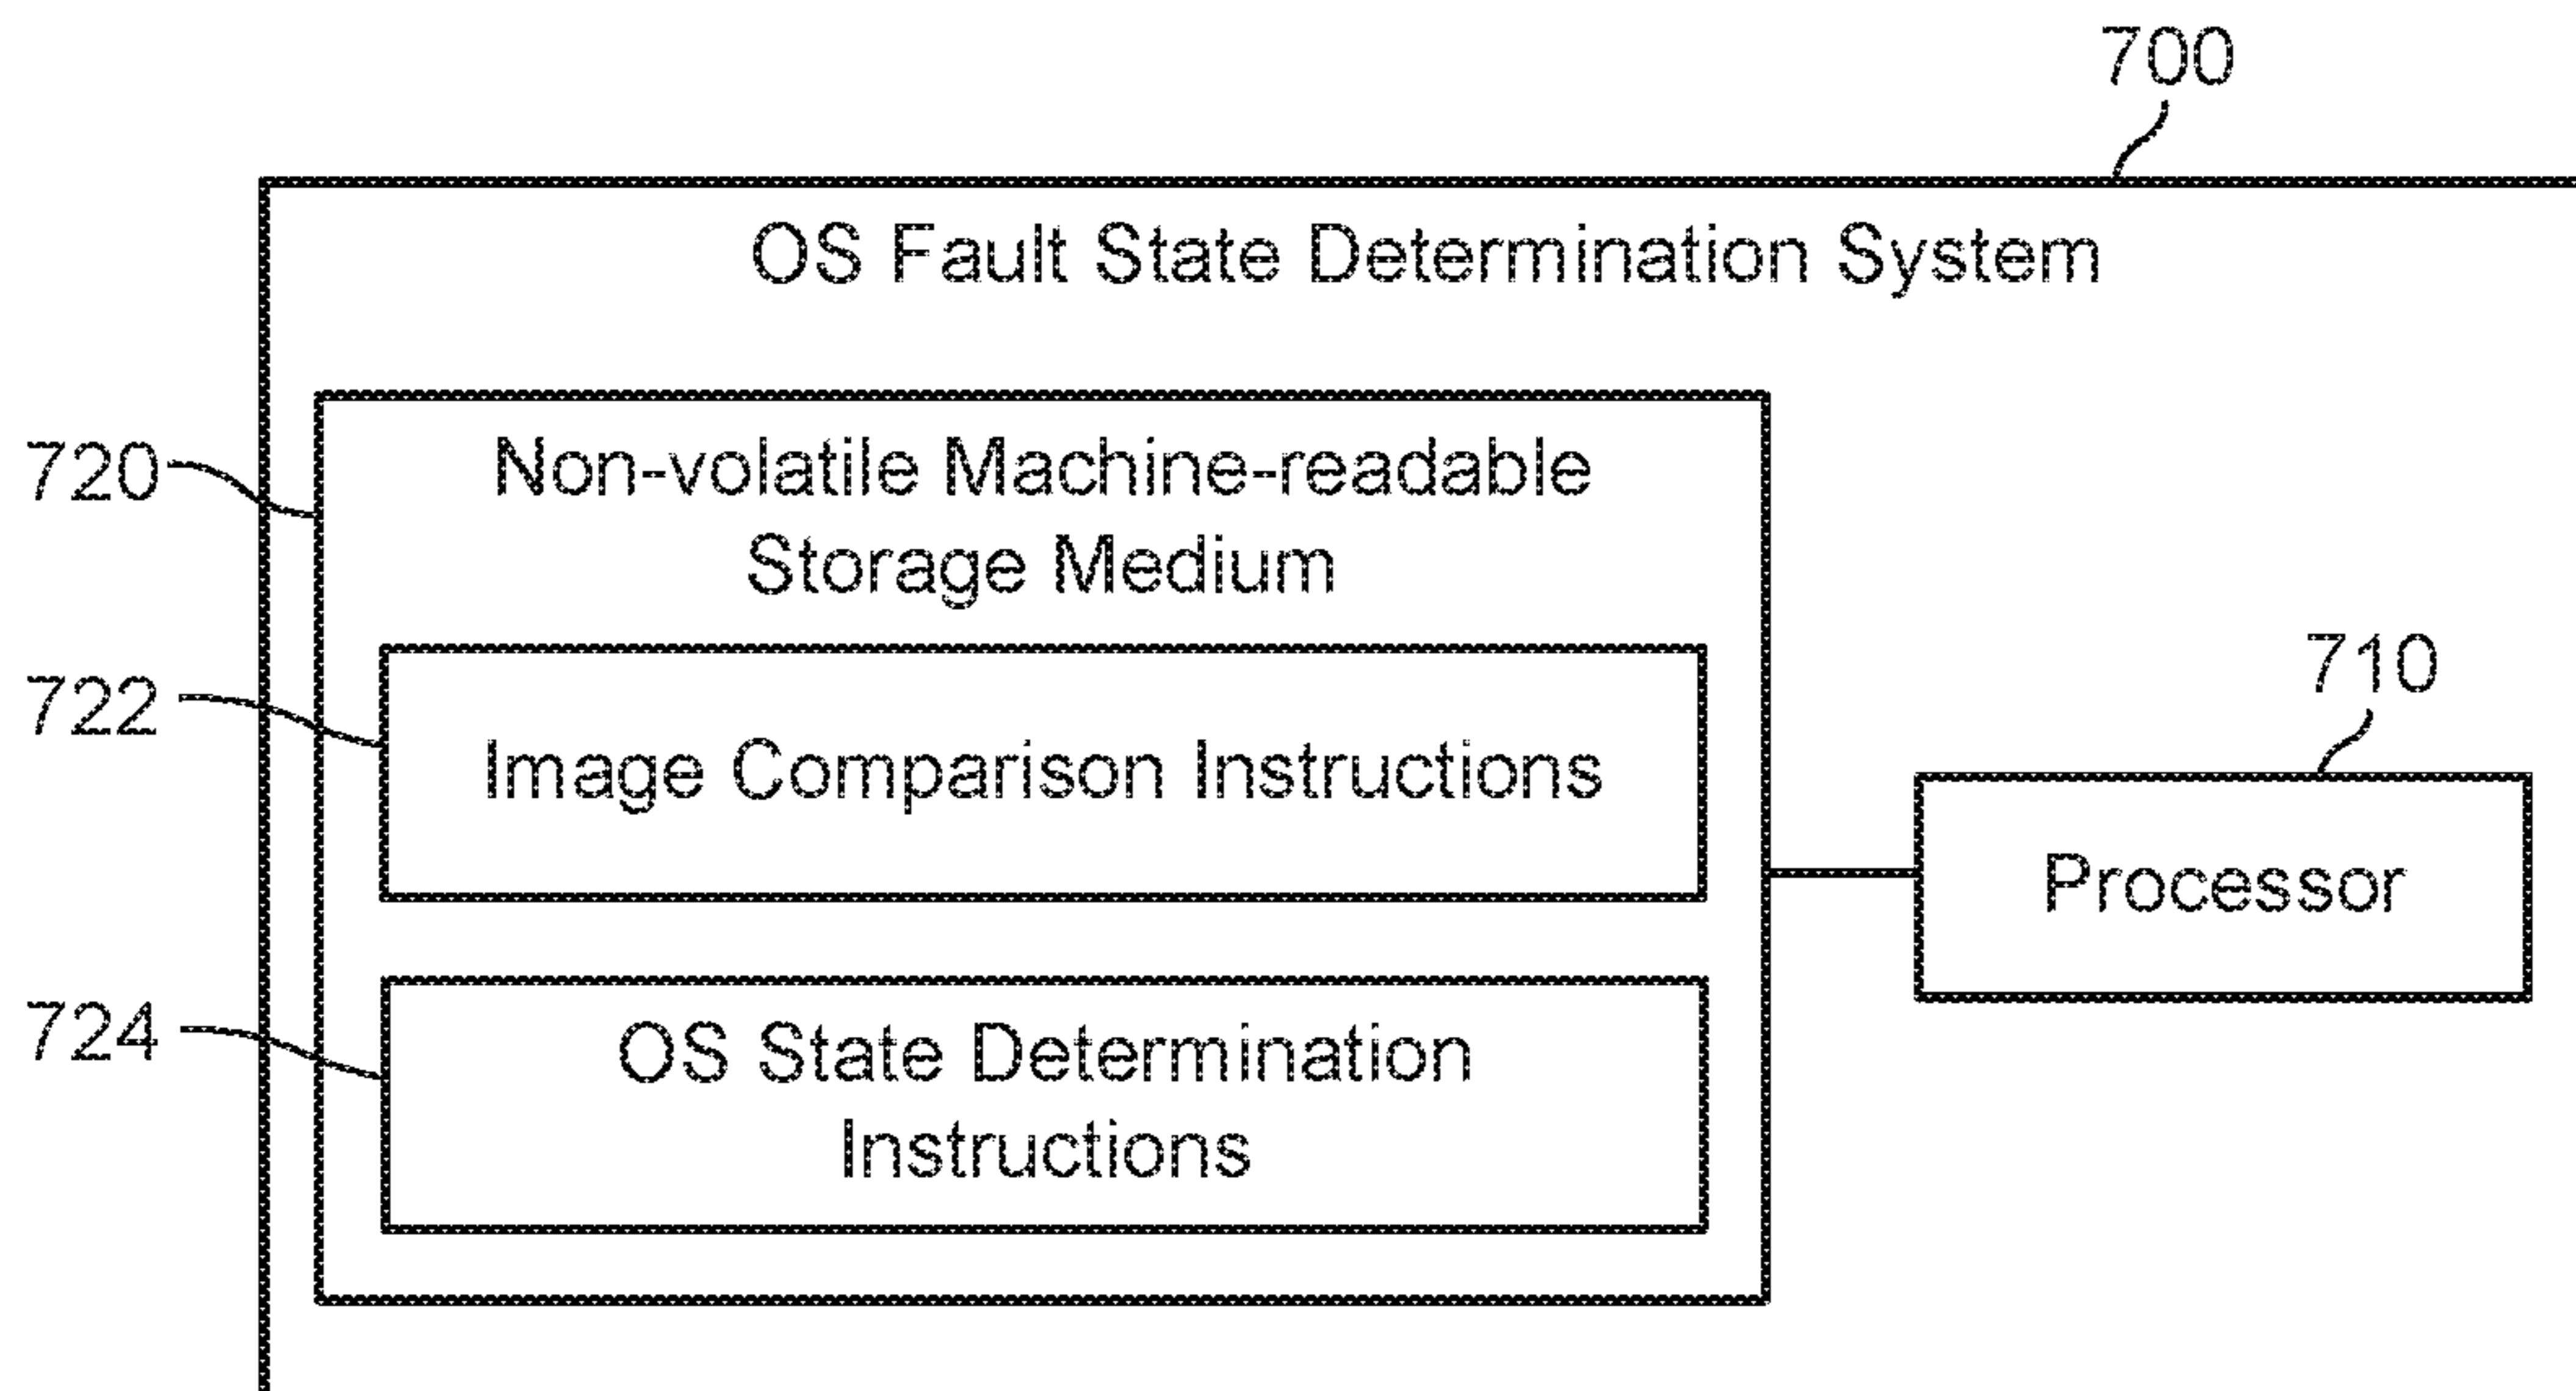 700
OS Fault State Determination System
720
Non-volatile Machine-readable
Storage Medium
722
Image Comparison Instructions
710
Processor
724
OS State Determination
Instructions